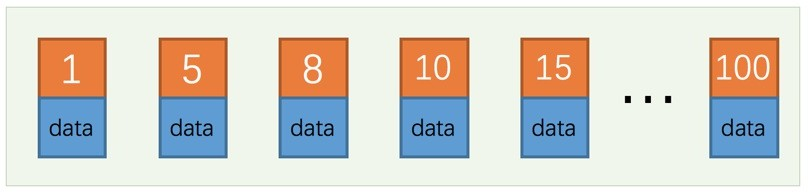 1 5 8 10 15 ... 100
data data data data data data